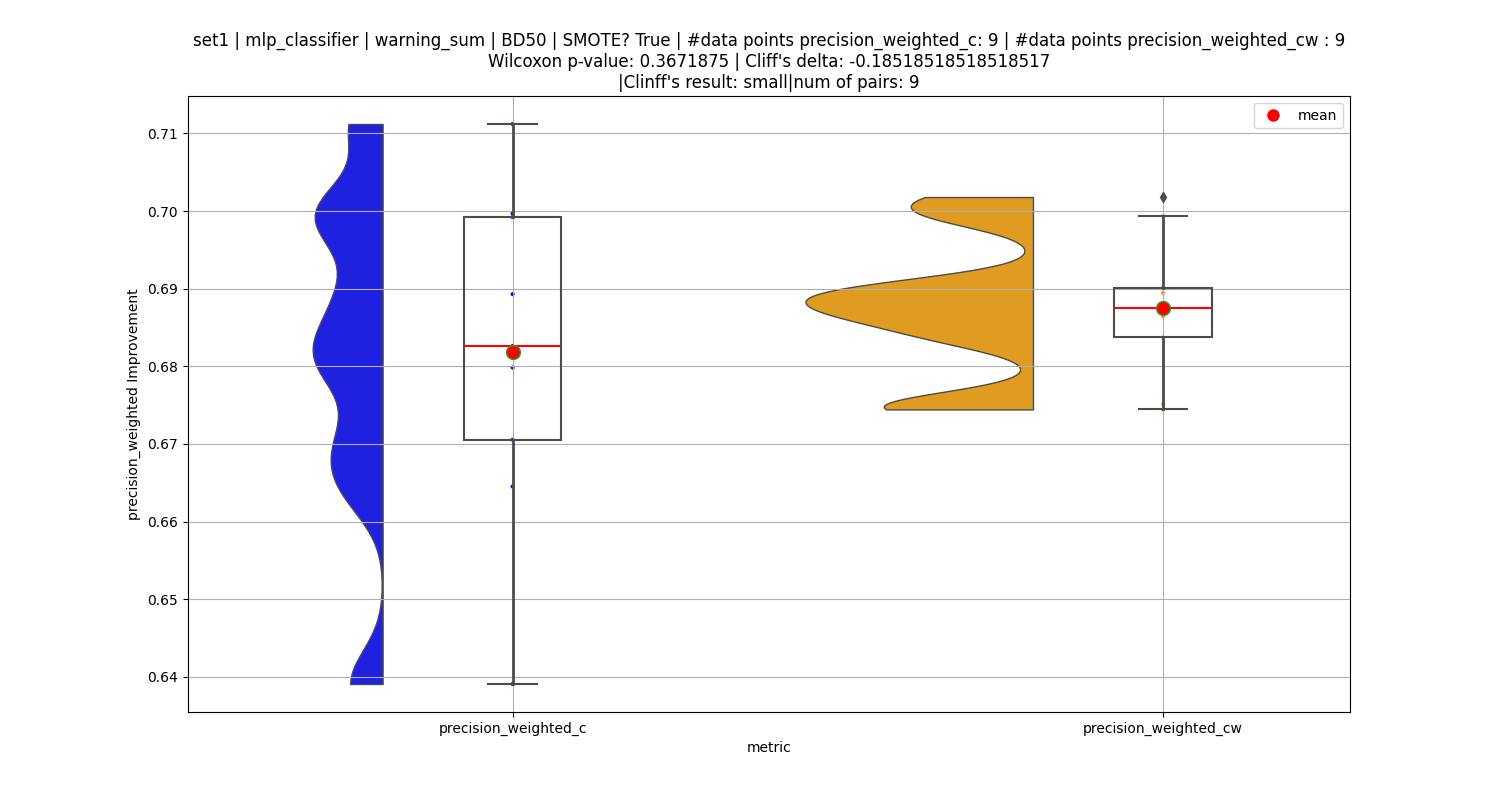 set1 | mlp_classifier | warning_sum | BD50 | SMOTE? True | #data points precision_weighted_c: 9 | #data points precision_weighted_cw : 9
Wilcoxon p-value: 0.3671875 | Cliff's delta: -0.18518518518518517
|Clinff's result: small|num of pairs: 9
mean
precision_weighted Improvement
0.71
0.70
0.69
0.68
0.67
0.66
0.65
0.64
precision_weighted_c
precision_weighted_cw
metric